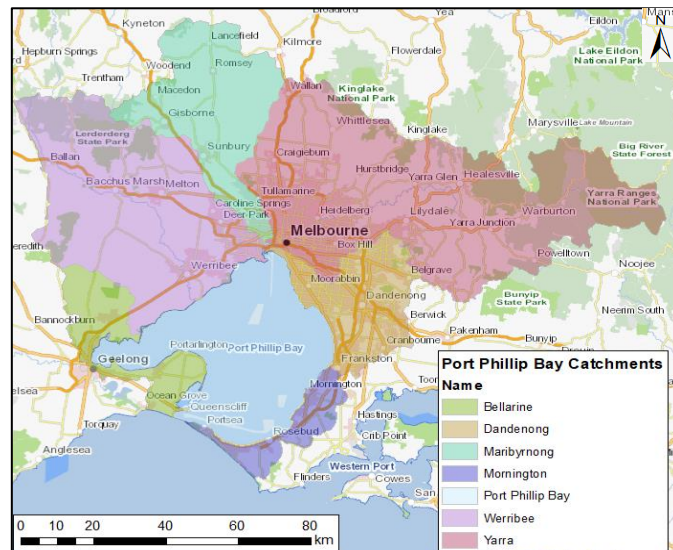 Kyneton
Broadford
Yea
Eildon
N
Hepburn Springs
Lancefield
Kilmore
Flowerdale
Lake Eildon
National Park
Trentham
Woodend
Romsey
Macedon
Wallan
Kinglake
National Park
Gisborne
Whittlesea
Kinglake
Marysville
Lake Mountain
Big River
State Forest
Lerderderg
State Park
Sunbury
Craigieburn
Hurstbridge
Yarra Glen
Healesville
Ballan
Bacchus Marsh
Melton
Tullamarine
Yarra Ranges
National Park
Caroline Springs
Deer Park
Heidelberg
Lilydale
Warburton
Yarra Junction
Melbourne
Box Hill
Powelltown
Noojee
Meredith
Werribee
Moorabbin
Belgrave
Bunyip
State Park
Dandenong
Neerim South
Bannockburn
Berwick
Pakenham
Bunyip
Portarlington
Port Phillip Bay
Cranbourne
Geelong
Frankston
Ocean Grove
Mornington
Queenscliff
Portsea
Hastings
Torquay
Rosebud
Crib Point
Anglesea
Flinders
Western Port
Cowes
San
Port Phillip Bay Catchments
Name
Bellarine
Dandenong
Maribyrnong
Mornington
Port Phillip Bay
Werribee
Yarra
0 10 20 40 60 80
km